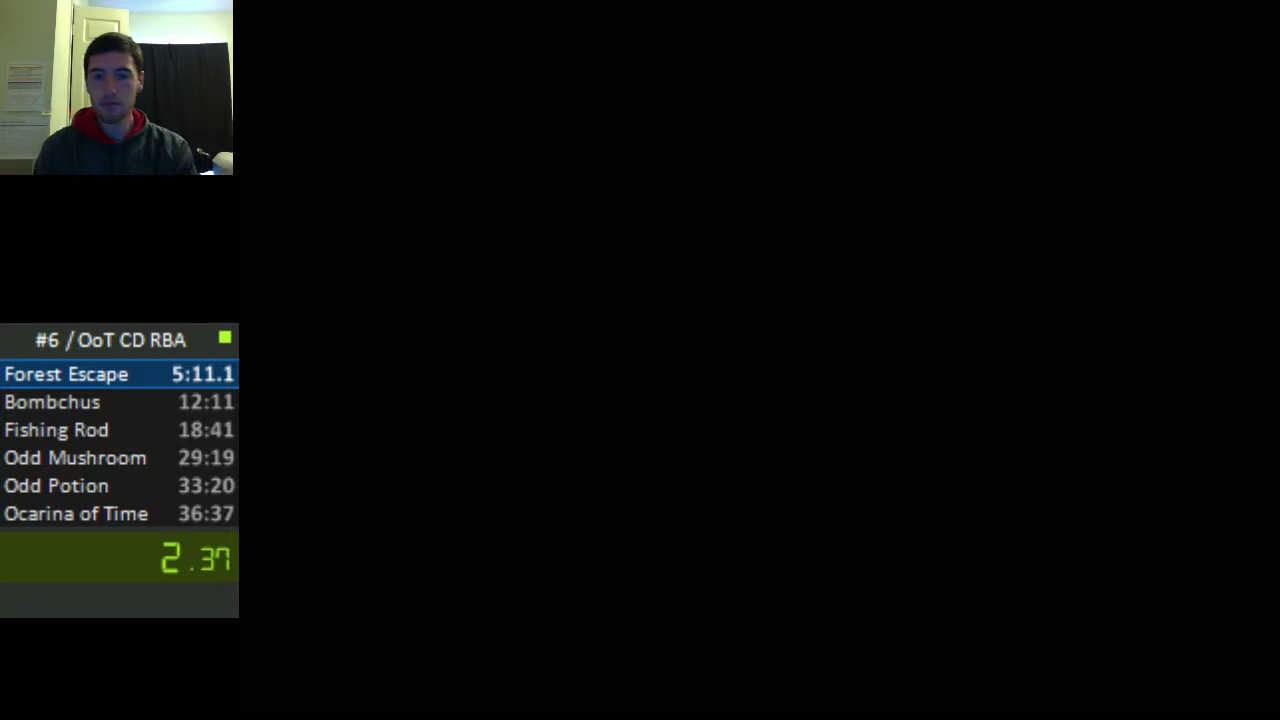 #6 / OoT CD RBA
Forest Escape 5:11.1
Bombchus 12:11
Fishing Rod 18:41
Odd Mushroom 29:19
Odd Potion 33:20
Ocarina of Time 36:37
2.37